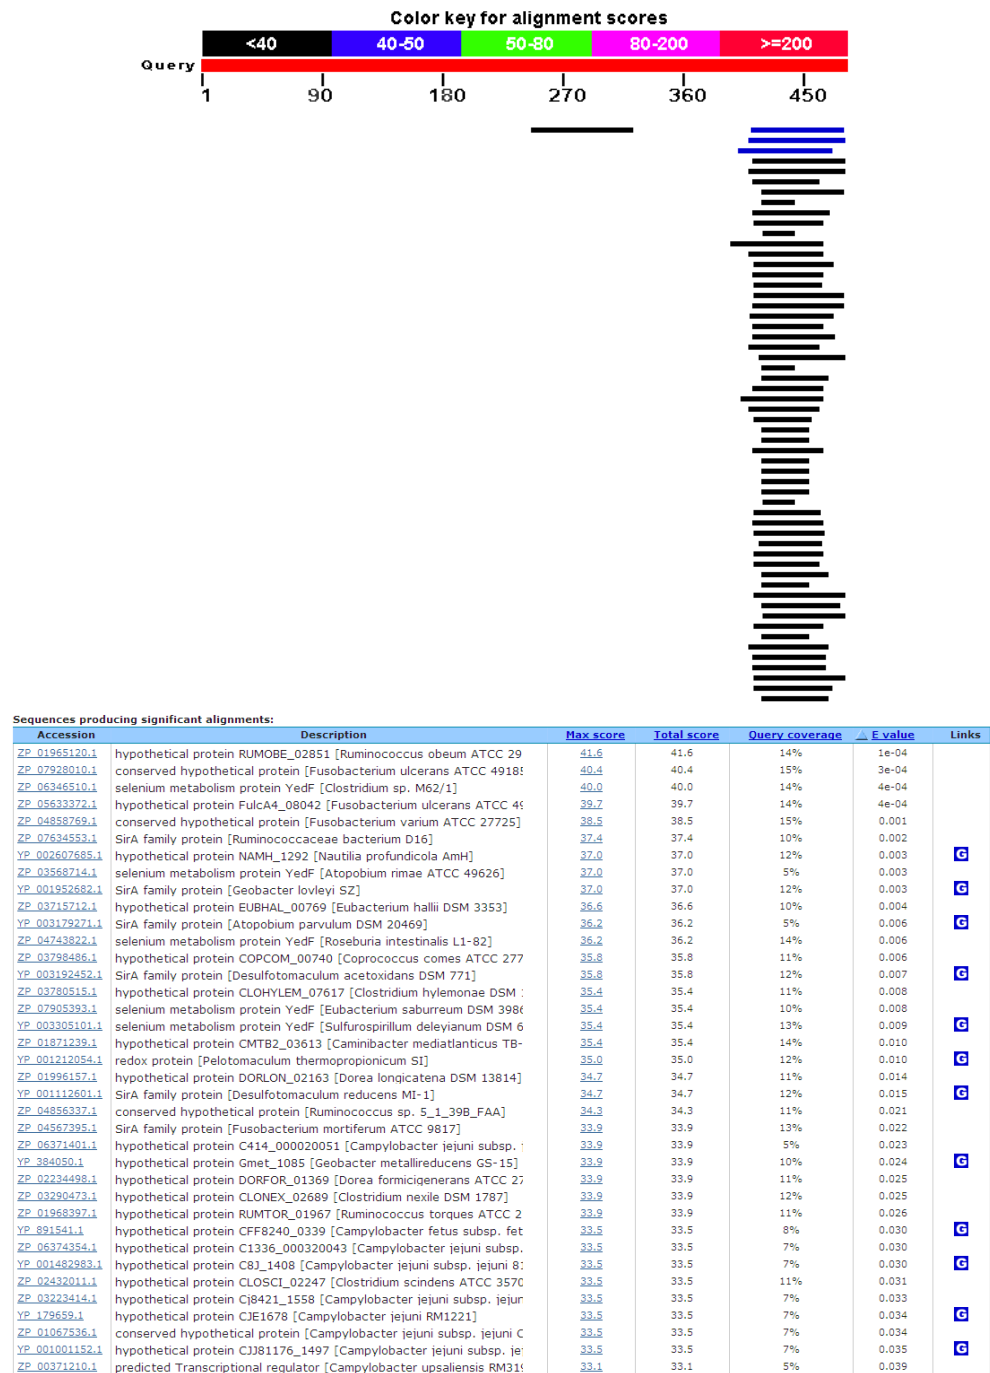 Color key for alignment scores
<40 40-50 50-80 80-200 >=200
Query
1 90 180 270 360 450
Sequences producing significant alignments:
Accession Description Max score Total score Query coverage E value Links
ZP_01965120.1 hypothetical protein RUMOBE_02851 [Ruminococcus obeum ATCC 29 41.6 41.6 14% 1e-04
ZP_07928010.1 conserved hypothetical protein [Fusobacterium ulcerans ATCC 49185 40.4 40.4 15% 3e-04
ZP_06346510.1 selenium metabolism protein YedF [Clostridium sp. M62/1] 40.0 40.0 14% 4e-04
ZP_05633372.1 hypothetical protein FulcA4_08042 [Fusobacterium ulcerans ATCC 49 39.7 39.7 14% 4e-04
ZP_04858769.1 conserved hypothetical protein [Fusobacterium varium ATCC 27725] 38.5 38.5 15% 0.001
ZP_07634553.1 SirA family protein [Ruminococcaceae bacterium D16] 37.4 37.4 10% 0.002
YP_002607685.1 hypothetical protein NAMH_1292 [Nautilia profundicola AmH] 37.0 37.0 12% 0.003 G
ZP_03568714.1 selenium metabolism protein YedF [Atopobium rimae ATCC 49626] 37.0 37.0 5% 0.003
YP_001952682.1 SirA family protein [Geobacter lovleyi SZ] 37.0 37.0 12% 0.003 G
ZP_03715712.1 hypothetical protein EUBHAL_00769 [Eubacterium hallii DSM 3353] 36.6 36.6 10% 0.004
YP_003179271.1 SirA family protein [Atopobium parvulum DSM 20469] 36.2 36.2 5% 0.006 G
ZP_04743822.1 selenium metabolism protein YedF [Roseburia intestinalis L1-82] 36.2 36.2 14% 0.006
ZP_03798486.1 hypothetical protein COPCOM_00740 [Coprococcus comes ATCC 277 35.8 35.8 11% 0.006
YP_003192452.1 SirA family protein [Desulfotomaculum acetoxidans DSM 771] 35.8 35.8 12% 0.007 G
ZP_03780515.1 hypothetical protein CLOHYLEM_07617 [Clostridium hylemonae DSM 35.4 35.4 11% 0.008
ZP_07905393.1 selenium metabolism protein YedF [Eubacterium saburreum DSM 3986 35.4 35.4 10% 0.008
YP_003305101.1 selenium metabolism protein YedF [Sulfurospirillum deleyianum DSM 6 35.4 35.4 13% 0.009 G
ZP_01871239.1 hypothetical protein CMTB2_03613 [Caminibacter mediatlanticus TB- 35.4 35.4 14% 0.010
YP_001212054.1 redox protein [Pelotomaculum thermopropionicum SI] 35.0 35.0 12% 0.010 G
ZP_01996157.1 hypothetical protein DORLON_02163 [Dorea longicatena DSM 13814] 34.7 34.7 11% 0.014
YP_001112601.1 SirA family protein [Desulfotomaculum reducens MI-1] 34.7 34.7 12% 0.015 G
ZP_04856337.1 conserved hypothetical protein [Ruminococcus sp. 5_1_39B_FAA] 34.3 34.3 11% 0.021
ZP_04567395.1 SirA family protein [Fusobacterium mortiferum ATCC 9817] 33.9 33.9 13% 0.022
ZP_06371401.1 hypothetical protein C414_000020051 [Campylobacter jejuni subsp. 33.9 33.9 5% 0.023
YP_384050.1 hypothetical protein Gmet_1085 [Geobacter metallireducens GS-15] 33.9 33.9 10% 0.024 G
ZP_02234498.1 hypothetical protein DORFOR_01369 [Dorea formicigenerans ATCC 27 33.9 33.9 11% 0.025
ZP_03290473.1 hypothetical protein CLONEX_02689 [Clostridium nexile DSM 1787] 33.9 33.9 12% 0.025
ZP_01968397.1 hypothetical protein RUMTOR_01967 [Ruminococcus torques ATCC 2 33.9 33.9 11% 0.026
YP_891541.1 hypothetical protein CFF8240_0339 [Campylobacter fetus subsp. fet 33.5 33.5 8% 0.030 G
ZP_06374354.1 hypothetical protein C1336_000320043 [Campylobacter jejuni subsp. 33.5 33.5 7% 0.030
YP_001482983.1 hypothetical protein C8J_1408 [Campylobacter jejuni subsp. jejuni 81 33.5 33.5 7% 0.030 G
ZP_02432011.1 hypothetical protein CLOSCI_02247 [Clostridium scindens ATCC 3570 33.5 33.5 11% 0.031
ZP_03223414.1 hypothetical protein Cj8421_1558 [Campylobacter jejuni subsp. jejun 33.5 33.5 7% 0.033
YP_179659.1 hypothetical protein CJE1678 [Campylobacter jejuni RM1221] 33.5 33.5 7% 0.034 G
ZP_01067536.1 conserved hypothetical protein [Campylobacter jejuni subsp. jejuni C 33.5 33.5 7% 0.034
YP_001001152.1 hypothetical protein CJJ81176_1497 [Campylobacter jejuni subsp. je 33.5 33.5 7% 0.035 G
ZP_00371210.1 predicted Transcriptional regulator [Campylobacter upsaliensis RM319 33.1 33.1 5% 0.039